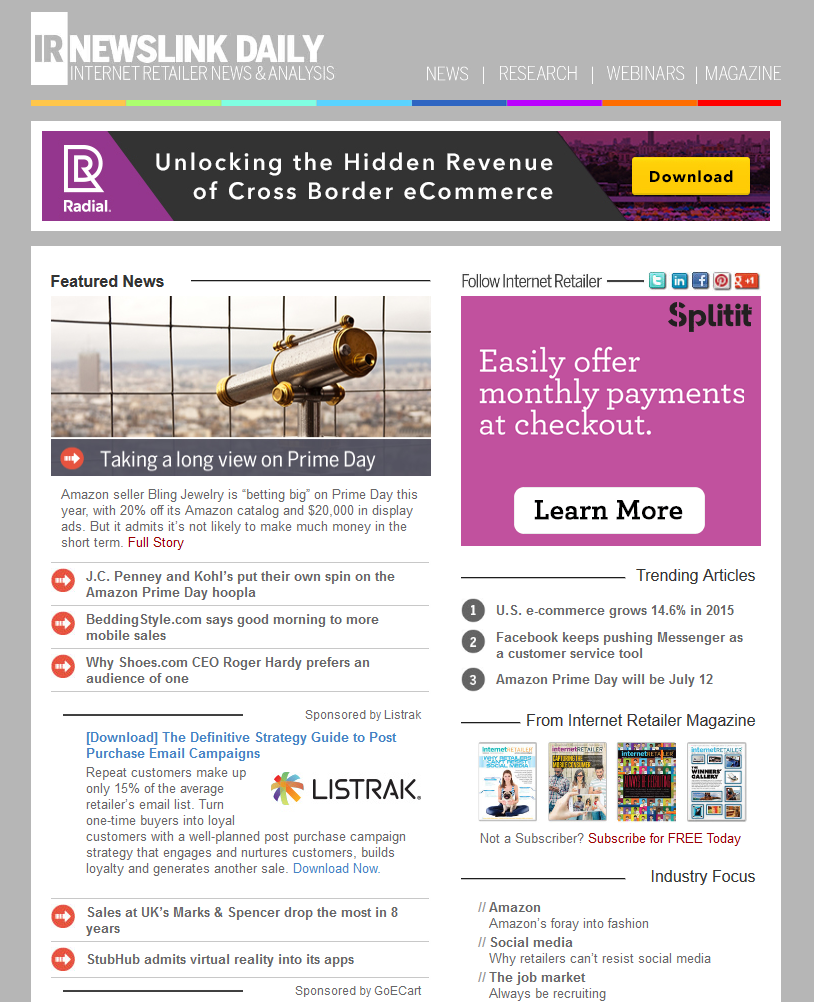 IR NEWSLINK DAILY
INTERNET RETAILER NEWS & ANALYSIS
NEWS | RESEARCH | WEBINARS | MAGAZINE
Radial.
Unlocking the Hidden Revenue
of Cross Border eCommerce
Download
Featured News
Taking a long view on Prime Day
Amazon seller Bling Jewelry is “betting big” on Prime Day this
year, with 20% off its Amazon catalog and $20,000 in display
ads. But it admits it’s not likely to make much money in the
short term. Full Story
J.C. Penney and Kohl’s put their own spin on the
Amazon Prime Day hoopla
BeddingStyle.com says good morning to more
mobile sales
Why Shoes.com CEO Roger Hardy prefers an
audience of one
Sponsored by Listrak
[Download] The Definitive Strategy Guide to Post
Purchase Email Campaigns
Repeat customers make up
only 15% of the average
retailer’s email list. Turn
one-time buyers into loyal
customers with a well-planned post purchase campaign
strategy that engages and nurtures customers, builds
loyalty and generates another sale. Download Now.
LISTRAK.
Sales at UK’s Marks & Spencer drop the most in 8
years
StubHub admits virtual reality into its apps
Sponsored by GoECart
Follow Internet Retailer
+1
Splitit
Easily offer
monthly payments
at checkout.
Learn More
Trending Articles
1 U.S. e-commerce grows 14.6% in 2015
2 Facebook keeps pushing Messenger as
a customer service tool
3 Amazon Prime Day will be July 12
From Internet Retailer Magazine
internetRETAILER
internetRETAILER
internetRETAILER
internetRETAILER
THE
WINNERS'
GALLERY
Not a Subscriber? Subscribe for FREE Today
Industry Focus
// Amazon
Amazon’s foray into fashion
// Social media
Why retailers can’t resist social media
// The job market
Always be recruiting